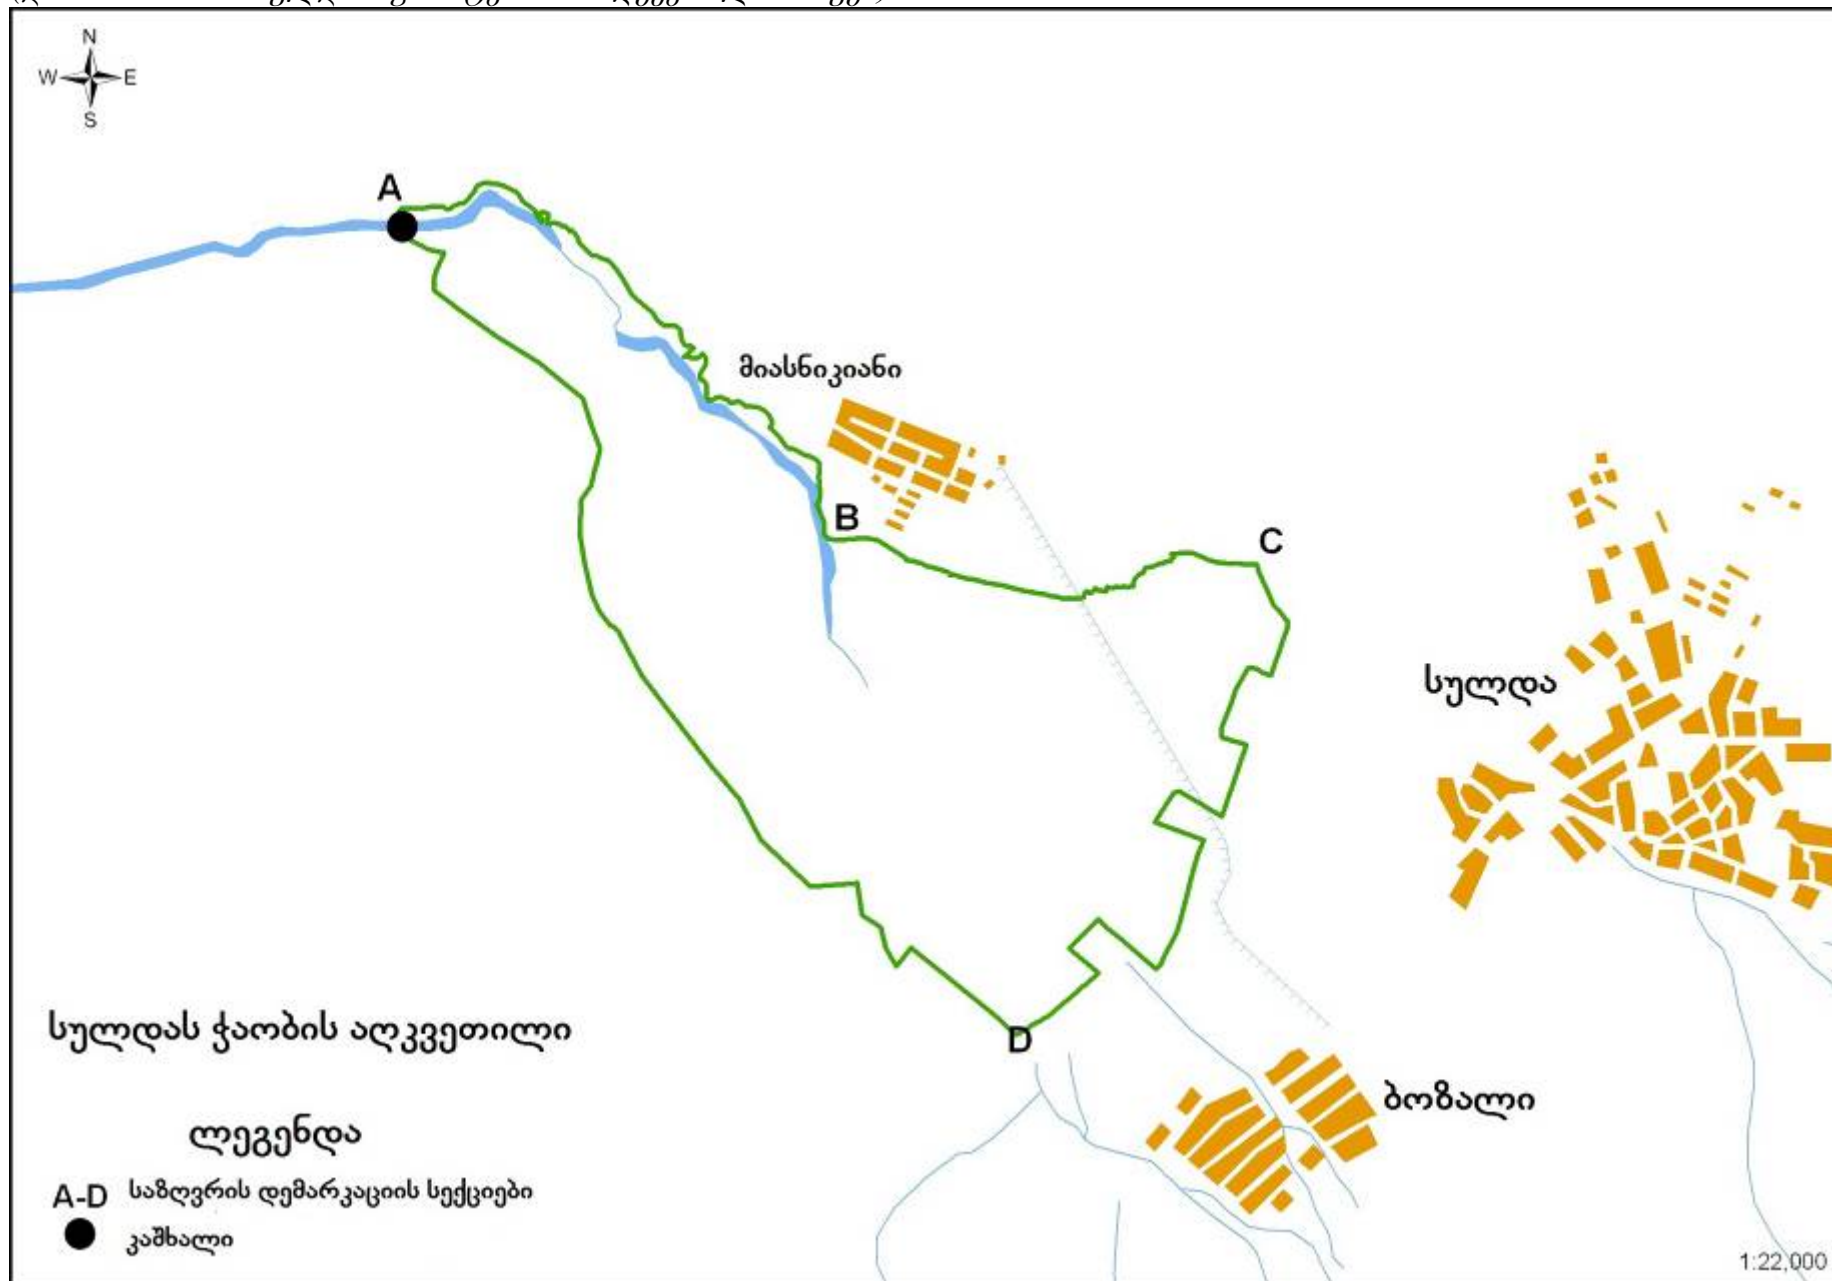 N
W E
S
A
მიასნიკიანი
B
C
სულდა
D
ბოზალი
სულდას ჭაობის აღკვეთილი
ლეგენდა
A-D საზღვრის დემარკაციის სექციები
კაშხალი
1:22,000